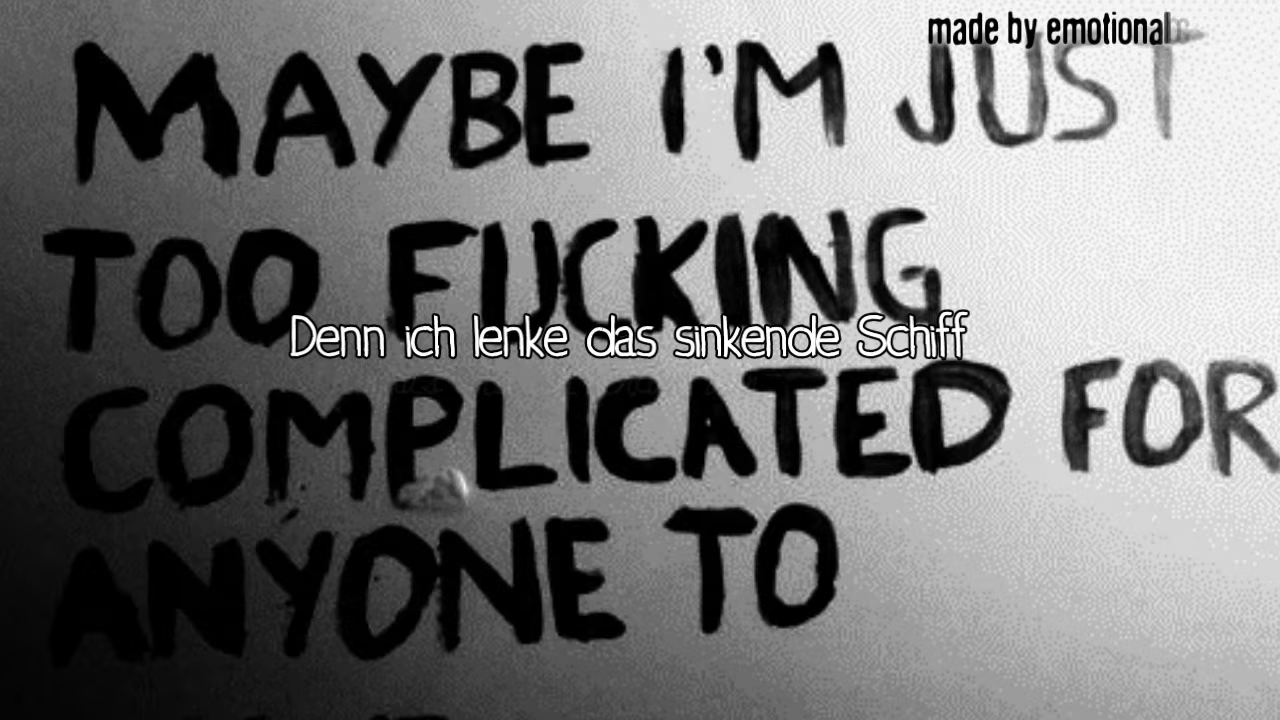 made by emotional
MAYBE I'M JUST
TOO FUCKING
Denn ich lenke das sinkende Schiff
COMPLICATED FOR
ANYONE TO